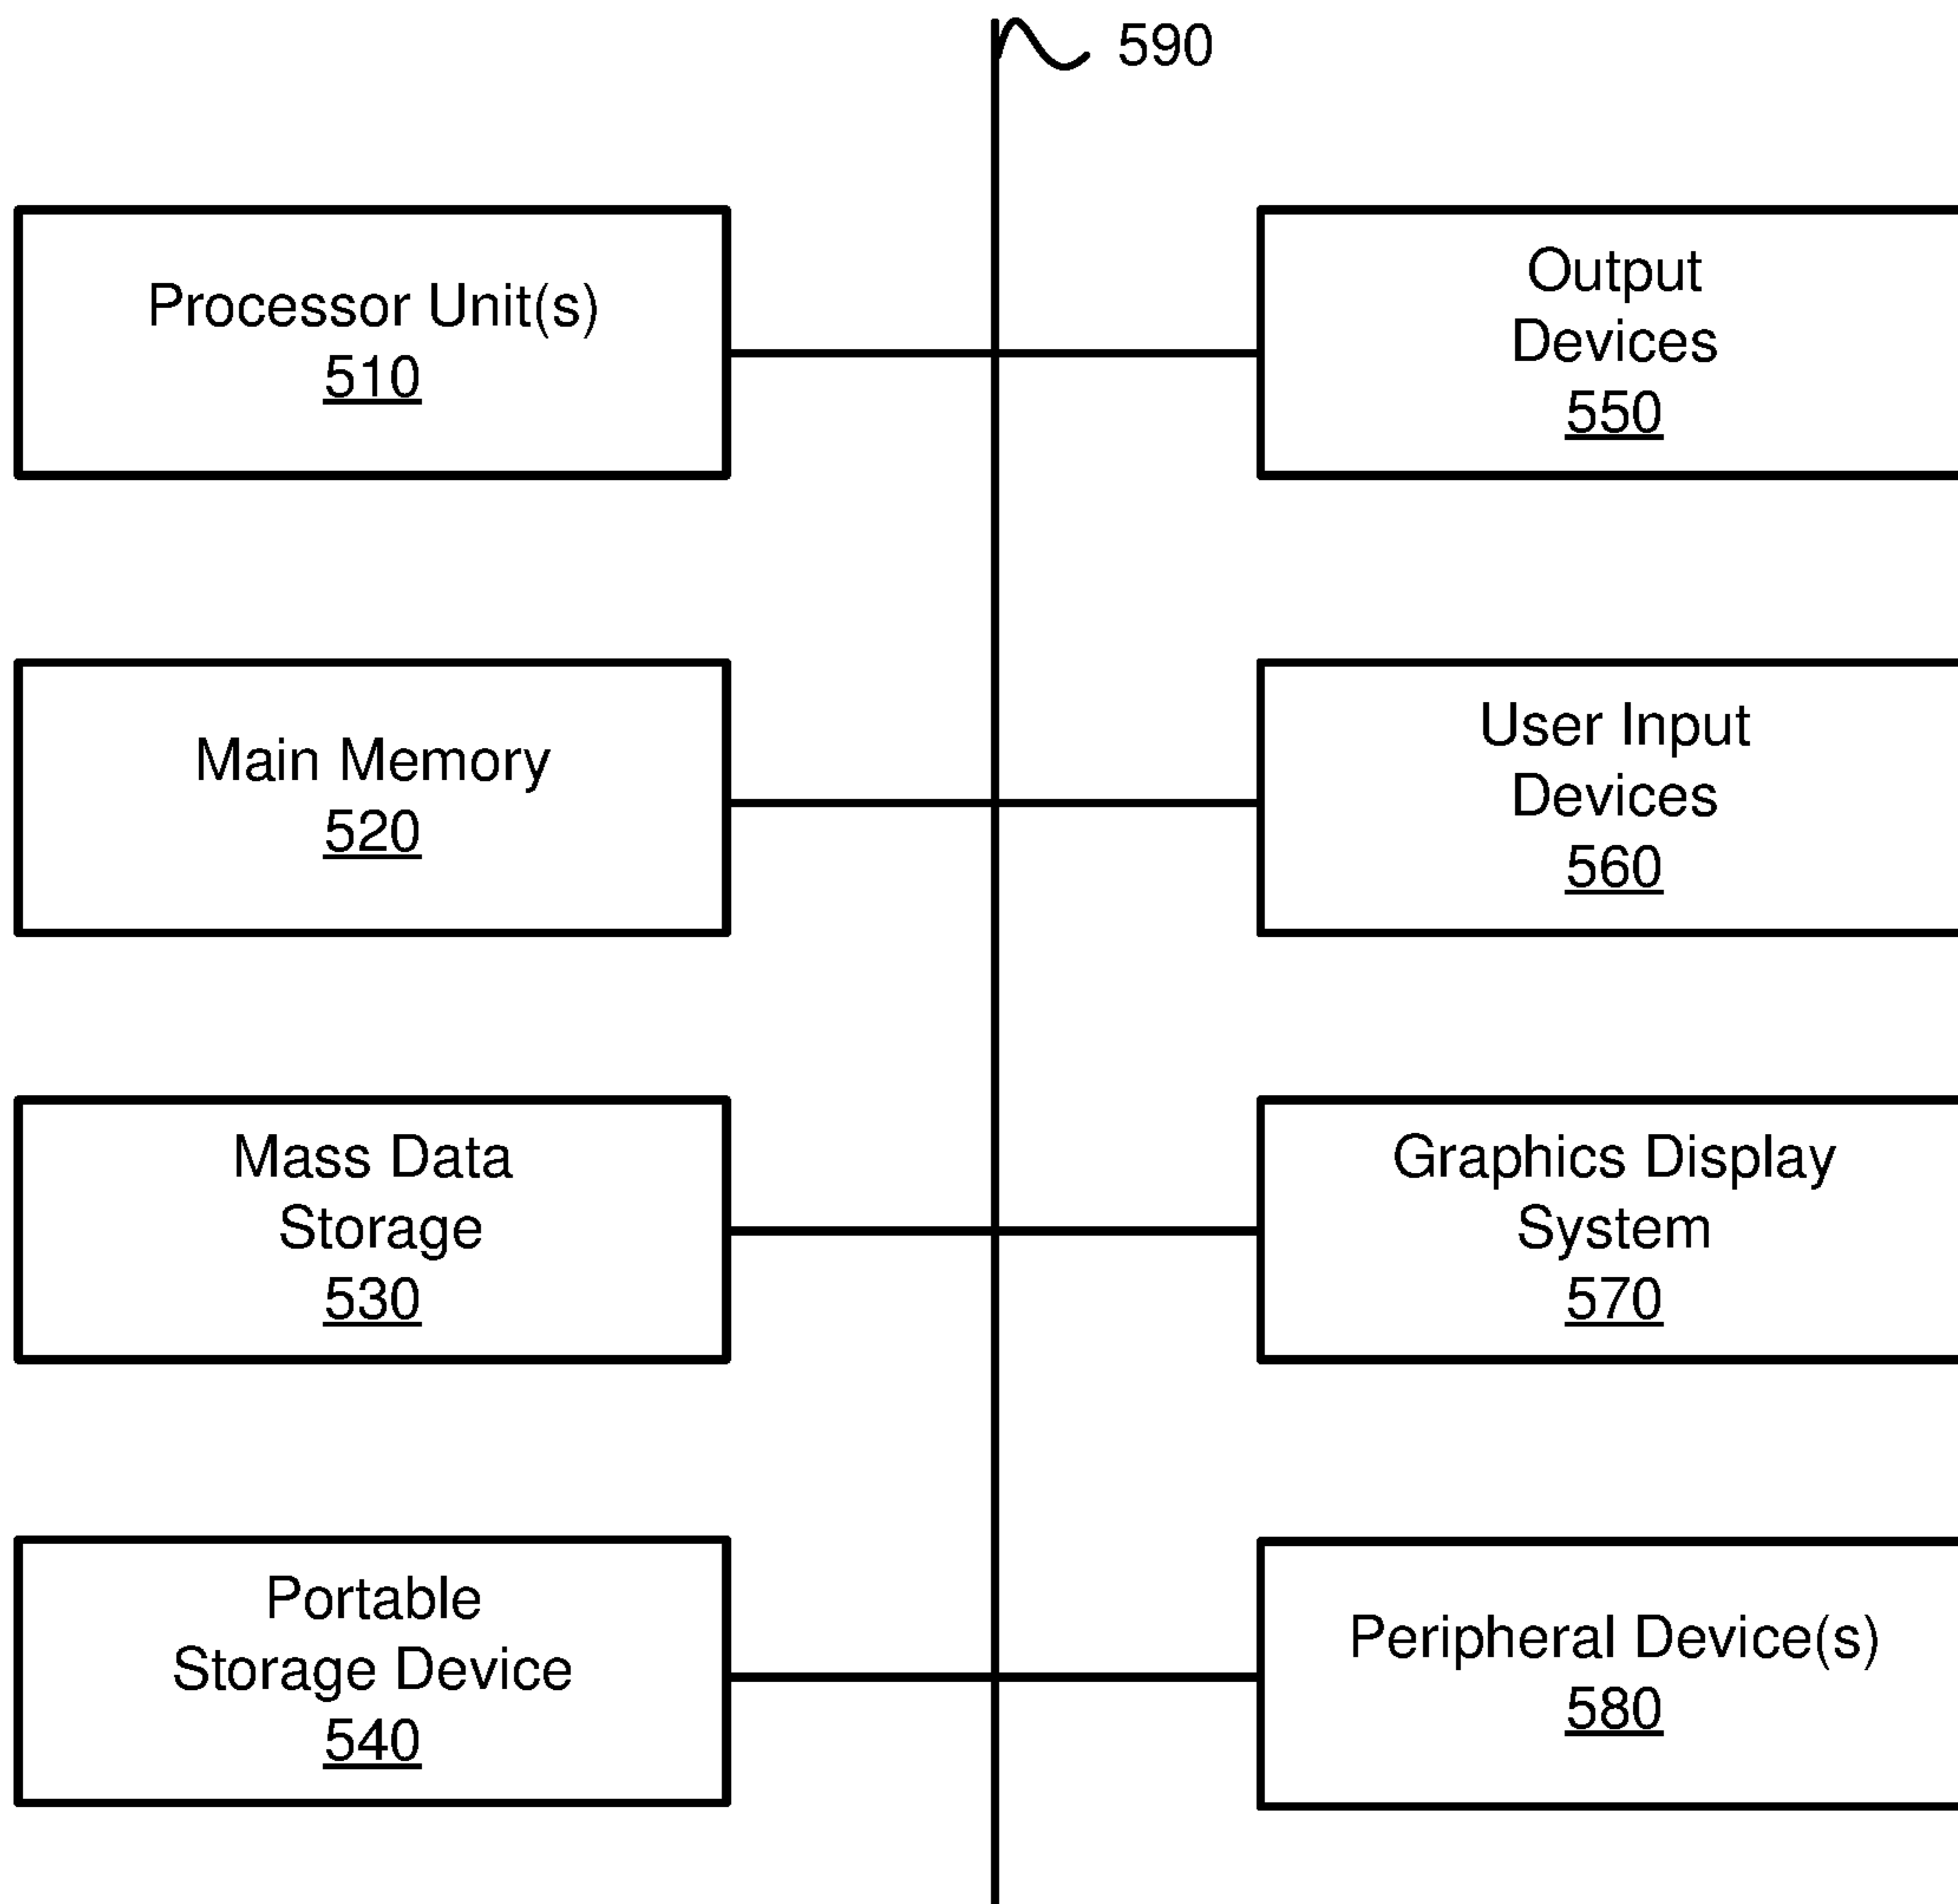 590
Processor Unit(s)
510
Output
Devices
550
Main Memory
520
User Input
Devices
560
Mass Data
Storage
530
Graphics Display
System
570
Portable
Storage Device
540
Peripheral Device(s)
580